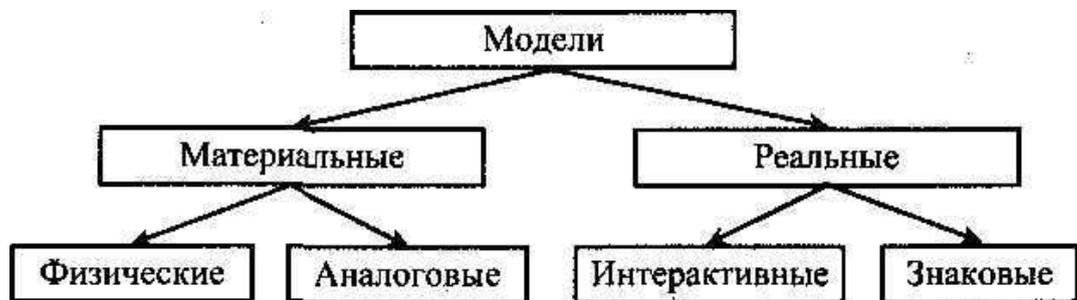 Модели
Материальные Реальные
Физические Аналоговые Интерактивные Знаковые